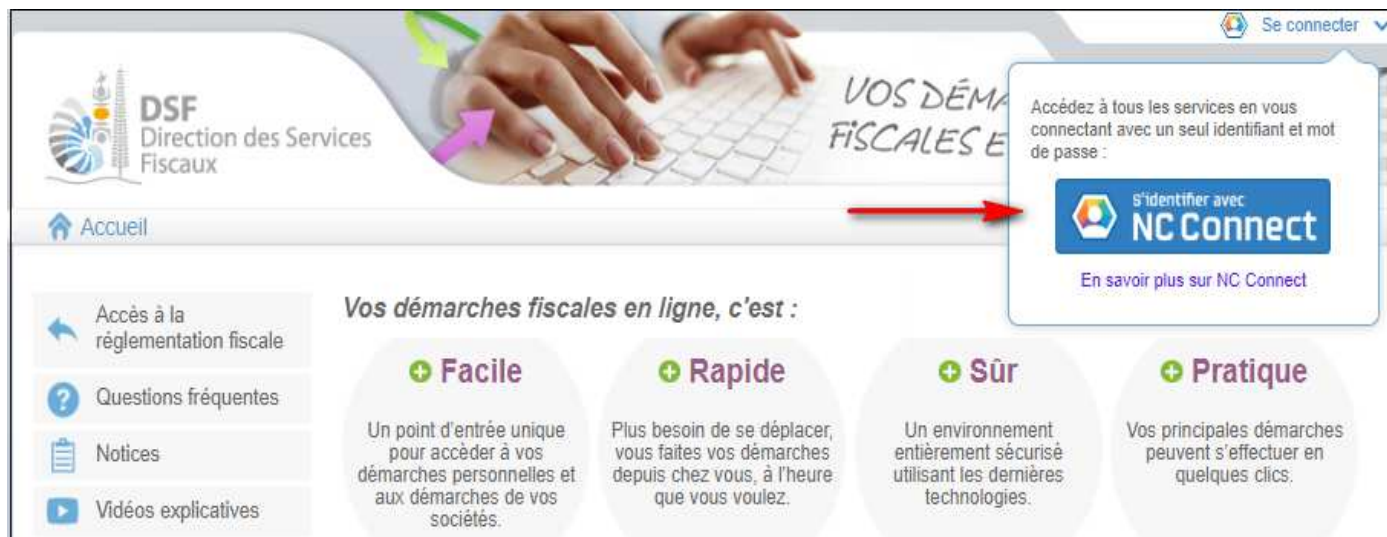 Se connecter
DSF
Direction des Services
Fiscaux
VOS DÉMA
FISCALES E
Accédez à tous les services en vous
connectant avec un seul identifiant et mot
de passe :
S'identifier avec
NC Connect
En savoir plus sur NC Connect
Accueil
Accès à la
réglementation fiscale
Questions fréquentes
Notices
Vidéos explicatives
Vos démarches fiscales en ligne, c'est :
Facile
Un point d'entrée unique
pour accèder à vos
démarches personnelles et
aux démarches de vos
sociétés.
Rapide
Plus besoin de se déplacer,
vous faites vos démarches
depuis chez vous, à l'heure
que vous voulez.
Sûr
Un environnement
entièrement sécurisè
utilisant les dernières
technologies.
Pratique
Vos principales démarches
peuvent s'effectuer en
quelques clics.